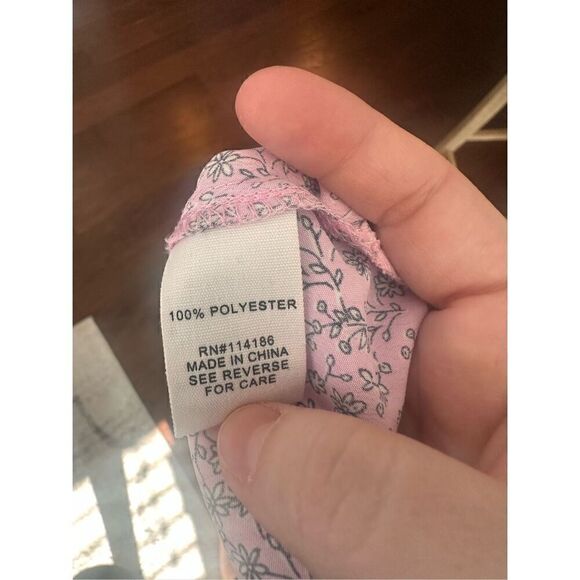 100% POLYESTER
RN#114186
MADE IN CHINA
SEE REVERSE
FOR CARE